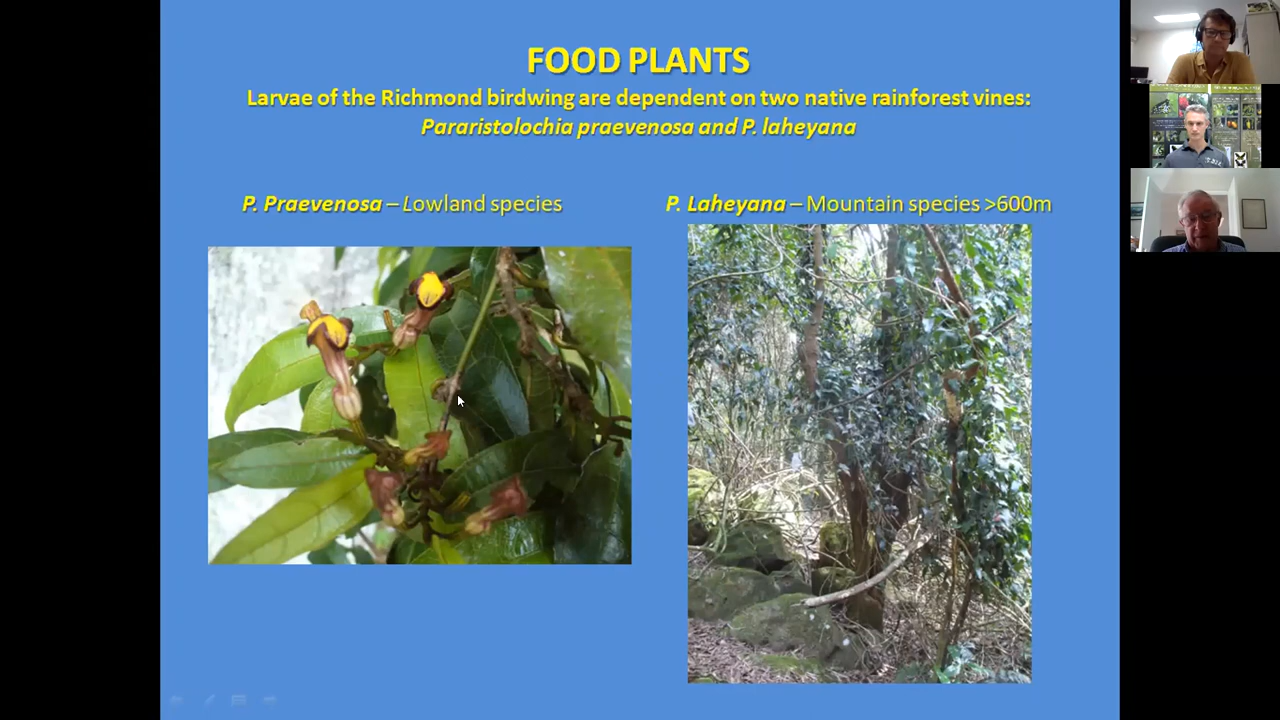 FOOD PLANTS
Larvae of the Richmond birdwing are dependent on two native rainforest vines:
Pararistolochia praevenosa and P. laheyana
P. Praevenosa – Lowland species
P. Laheyana – Mountain species >600m